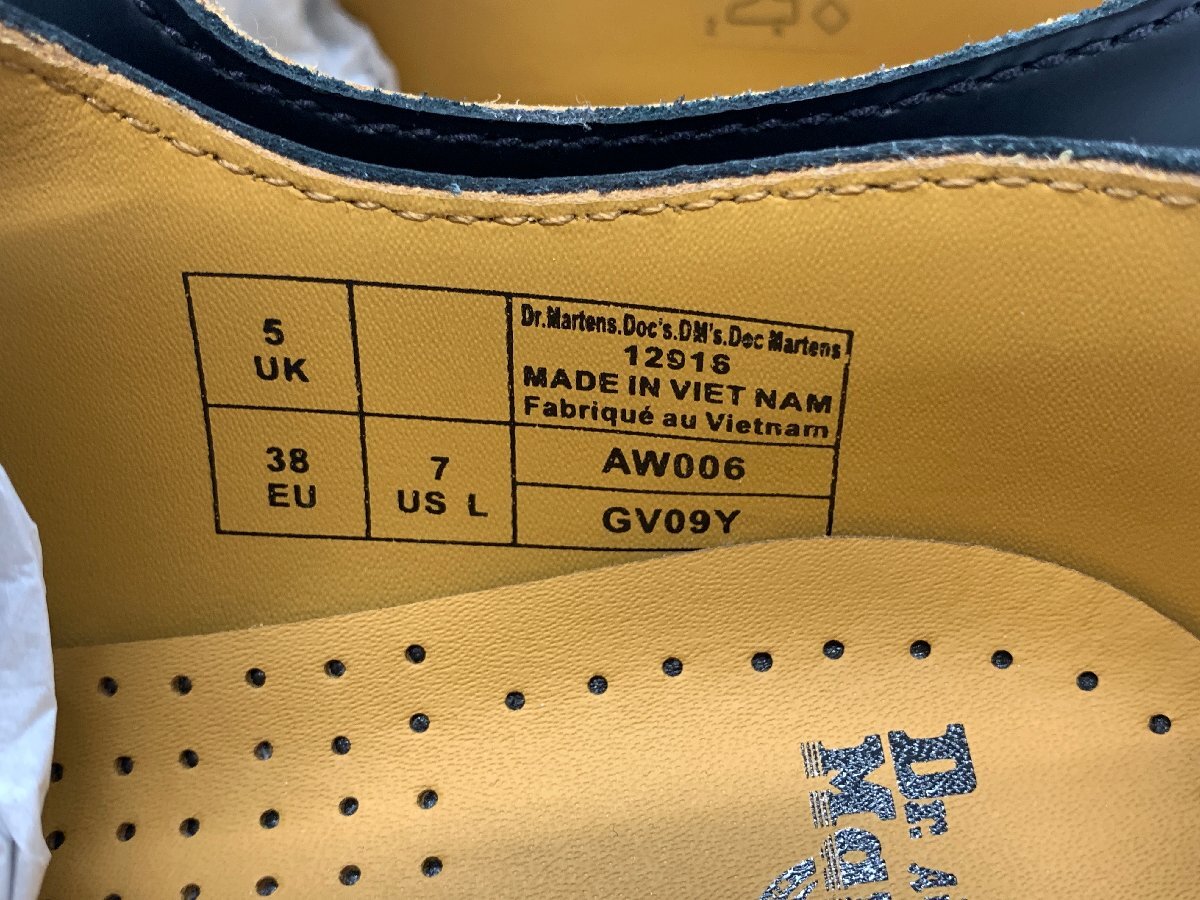 5
UK
38
EU
7
US L
Dr.Martens.Doc's.DM's.Doc Martens
12916
MADE IN VIET NAM
Fabriqué au Vietnam
AW006
GV09Y
Dr.